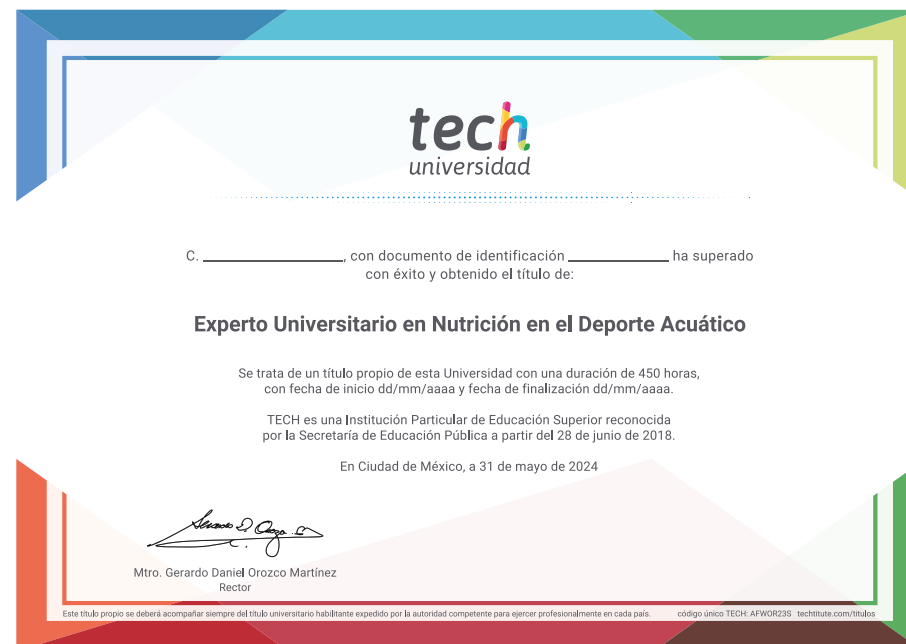 tech
universidad
C. ____________________, con documento de identificación ______________ ha superado
con éxito y obtenido el título de:
Experto Universitario en Nutrición en el Deporte Acuático
Se trata de un título propio de esta Universidad con una duración de 450 horas,
con fecha de inicio dd/mm/aaaa y fecha de finalización dd/mm/aaaa.
TECH es una Institución Particular de Educación Superior reconocida
por la Secretaría de Educación Pública a partir del 28 de junio de 2018.
En Ciudad de México, a 31 de mayo de 2024
Mtro. Gerardo Daniel Orozco Martínez
Rector
Este título propio se deberá acompañar siempre del título universitario habilitante expedido por la autoridad competente para ejercer profesionalmente en cada país. código único TECH: AFWOR23S techtitute.com/titulos